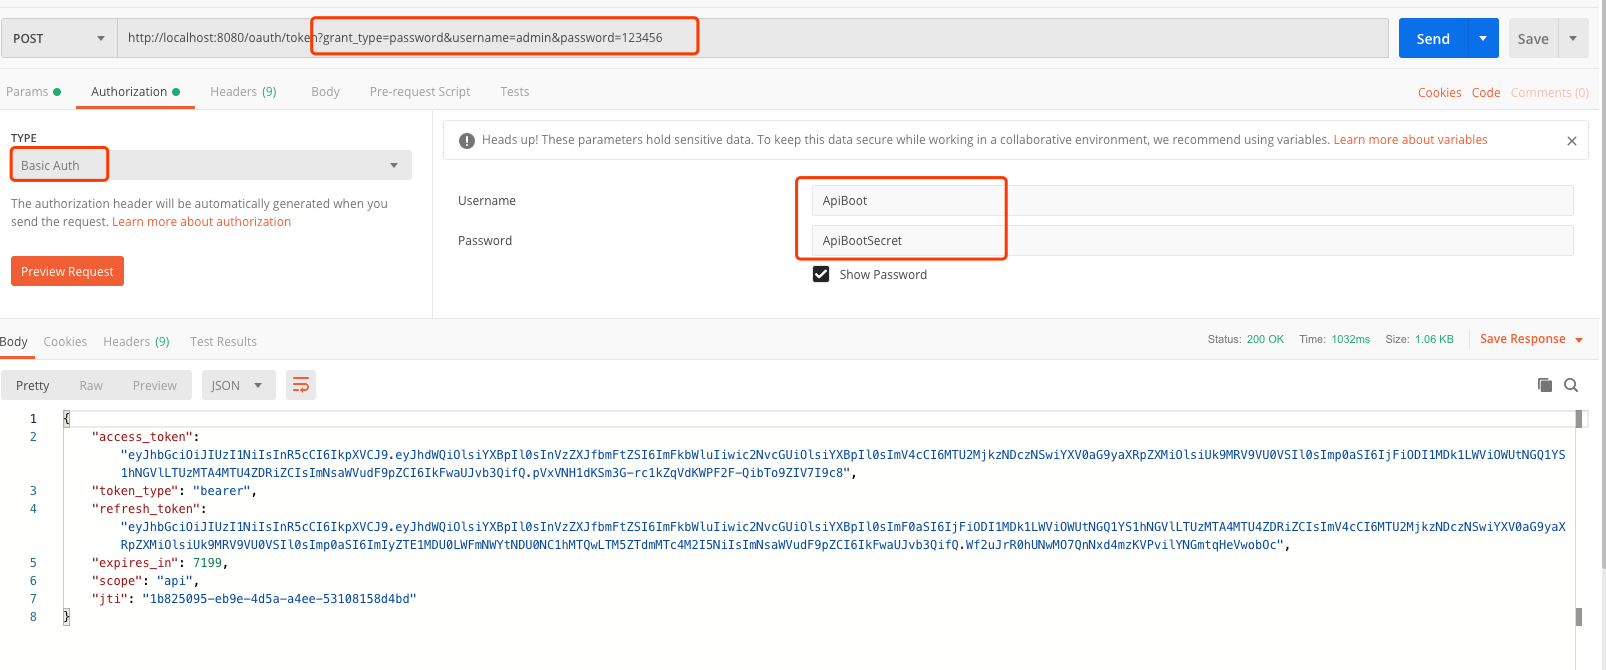 POST
http://localhost:8080/oauth/token?grant_type=password&username=admin&password=123456
Send
Save
Params
Authorization
Headers (9)
Body
Pre-request Script
Tests
Cookies Code Comments (0)
TYPE
Basic Auth
The authorization header will be automatically generated when you
send the request. Learn more about authorization
Preview Request
Heads up! These parameters hold sensitive data. To keep this data secure while working in a collaborative environment, we recommend using variables. Learn more about variables
Username
ApiBoot
Password
ApiBootSecret
Show Password
Body
Cookies
Headers (9)
Test Results
Status: 200 OK
Time: 1032ms
Size: 1.06 KB
Save Response
Pretty
Raw
Preview
JSON
1 {
2 "access_token":
"eyJhbGciOiJIUzI1NiIsInR5cCI6IkpXVCJ9.eyJhdWQiOlsiYXBpIl0sInVzZXJfbmFtZSI6ImFkbWluIiwic2NvcGUiOlsiYXBpIl0sImV4cCI6MTU2MjkzNDczNSwiYXV0aG9yaXRpZXMiOlsiUk9MRV9VU0VSIl0sImp0aSI6IjFiODI1MDk1LWViOWUtNGQ1YS
1hNGVlLTUzMTA4MTU4ZDRiZCIsImNsaWVudF9pZCI6IkFwaUJvb3QifQ.pVxVNH1dKSm3G-rc1kZqVdKWPF2F-QibTo9ZIV7I9c8",
3 "token_type": "bearer",
4 "refresh_token":
"eyJhbGciOiJIUzI1NiIsInR5cCI6IkpXVCJ9.eyJhdWQiOlsiYXBpIl0sInVzZXJfbmFtZSI6ImFkbWluIiwic2NvcGUiOlsiYXBpIl0sImF0aSI6IjFiODI1MDk1LWViOWUtNGQ1YS1hNGVlLTUzMTA4MTU4ZDRiZCIsImV4cCI6MTU2MjkzNDczNSwiYXV0aG9yaX
RpZXMiOlsiUk9MRV9VU0VSIl0sImp0aSI6ImIyZTE1MDU0LWFmNWYtNDU0NC1hMTQwLTM5ZTdmMTc4M2I5NiIsImNsaWVudF9pZCI6IkFwaUJvb3QifQ.Wf2uJrR0hUNwMO7QnNxd4mzKVPvilYNGmtqHeVwobOc",
5 "expires_in": 7199,
6 "scope": "api",
7 "jti": "1b825095-eb9e-4d5a-a4ee-53108158d4bd"
8 }